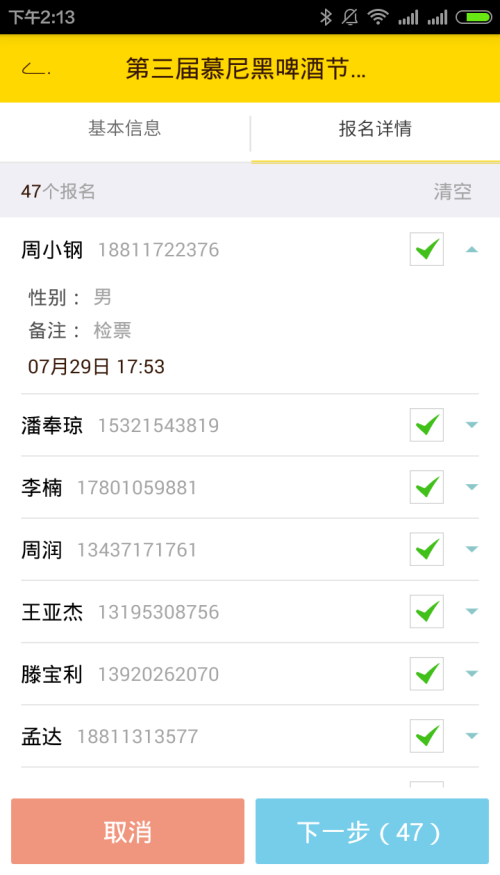 下午2:13
第三届慕尼黑啤酒节...
基本信息 报名详情
47个报名 清空
周小钢 18811722376
性别： 男
备注： 检票
07月29日 17:53
潘奉琼 15321543819
李楠 17801059881
周润 13437171761
王亚杰 13195308756
滕宝利 13920262070
孟达 18811313577
取消 下一步（47）